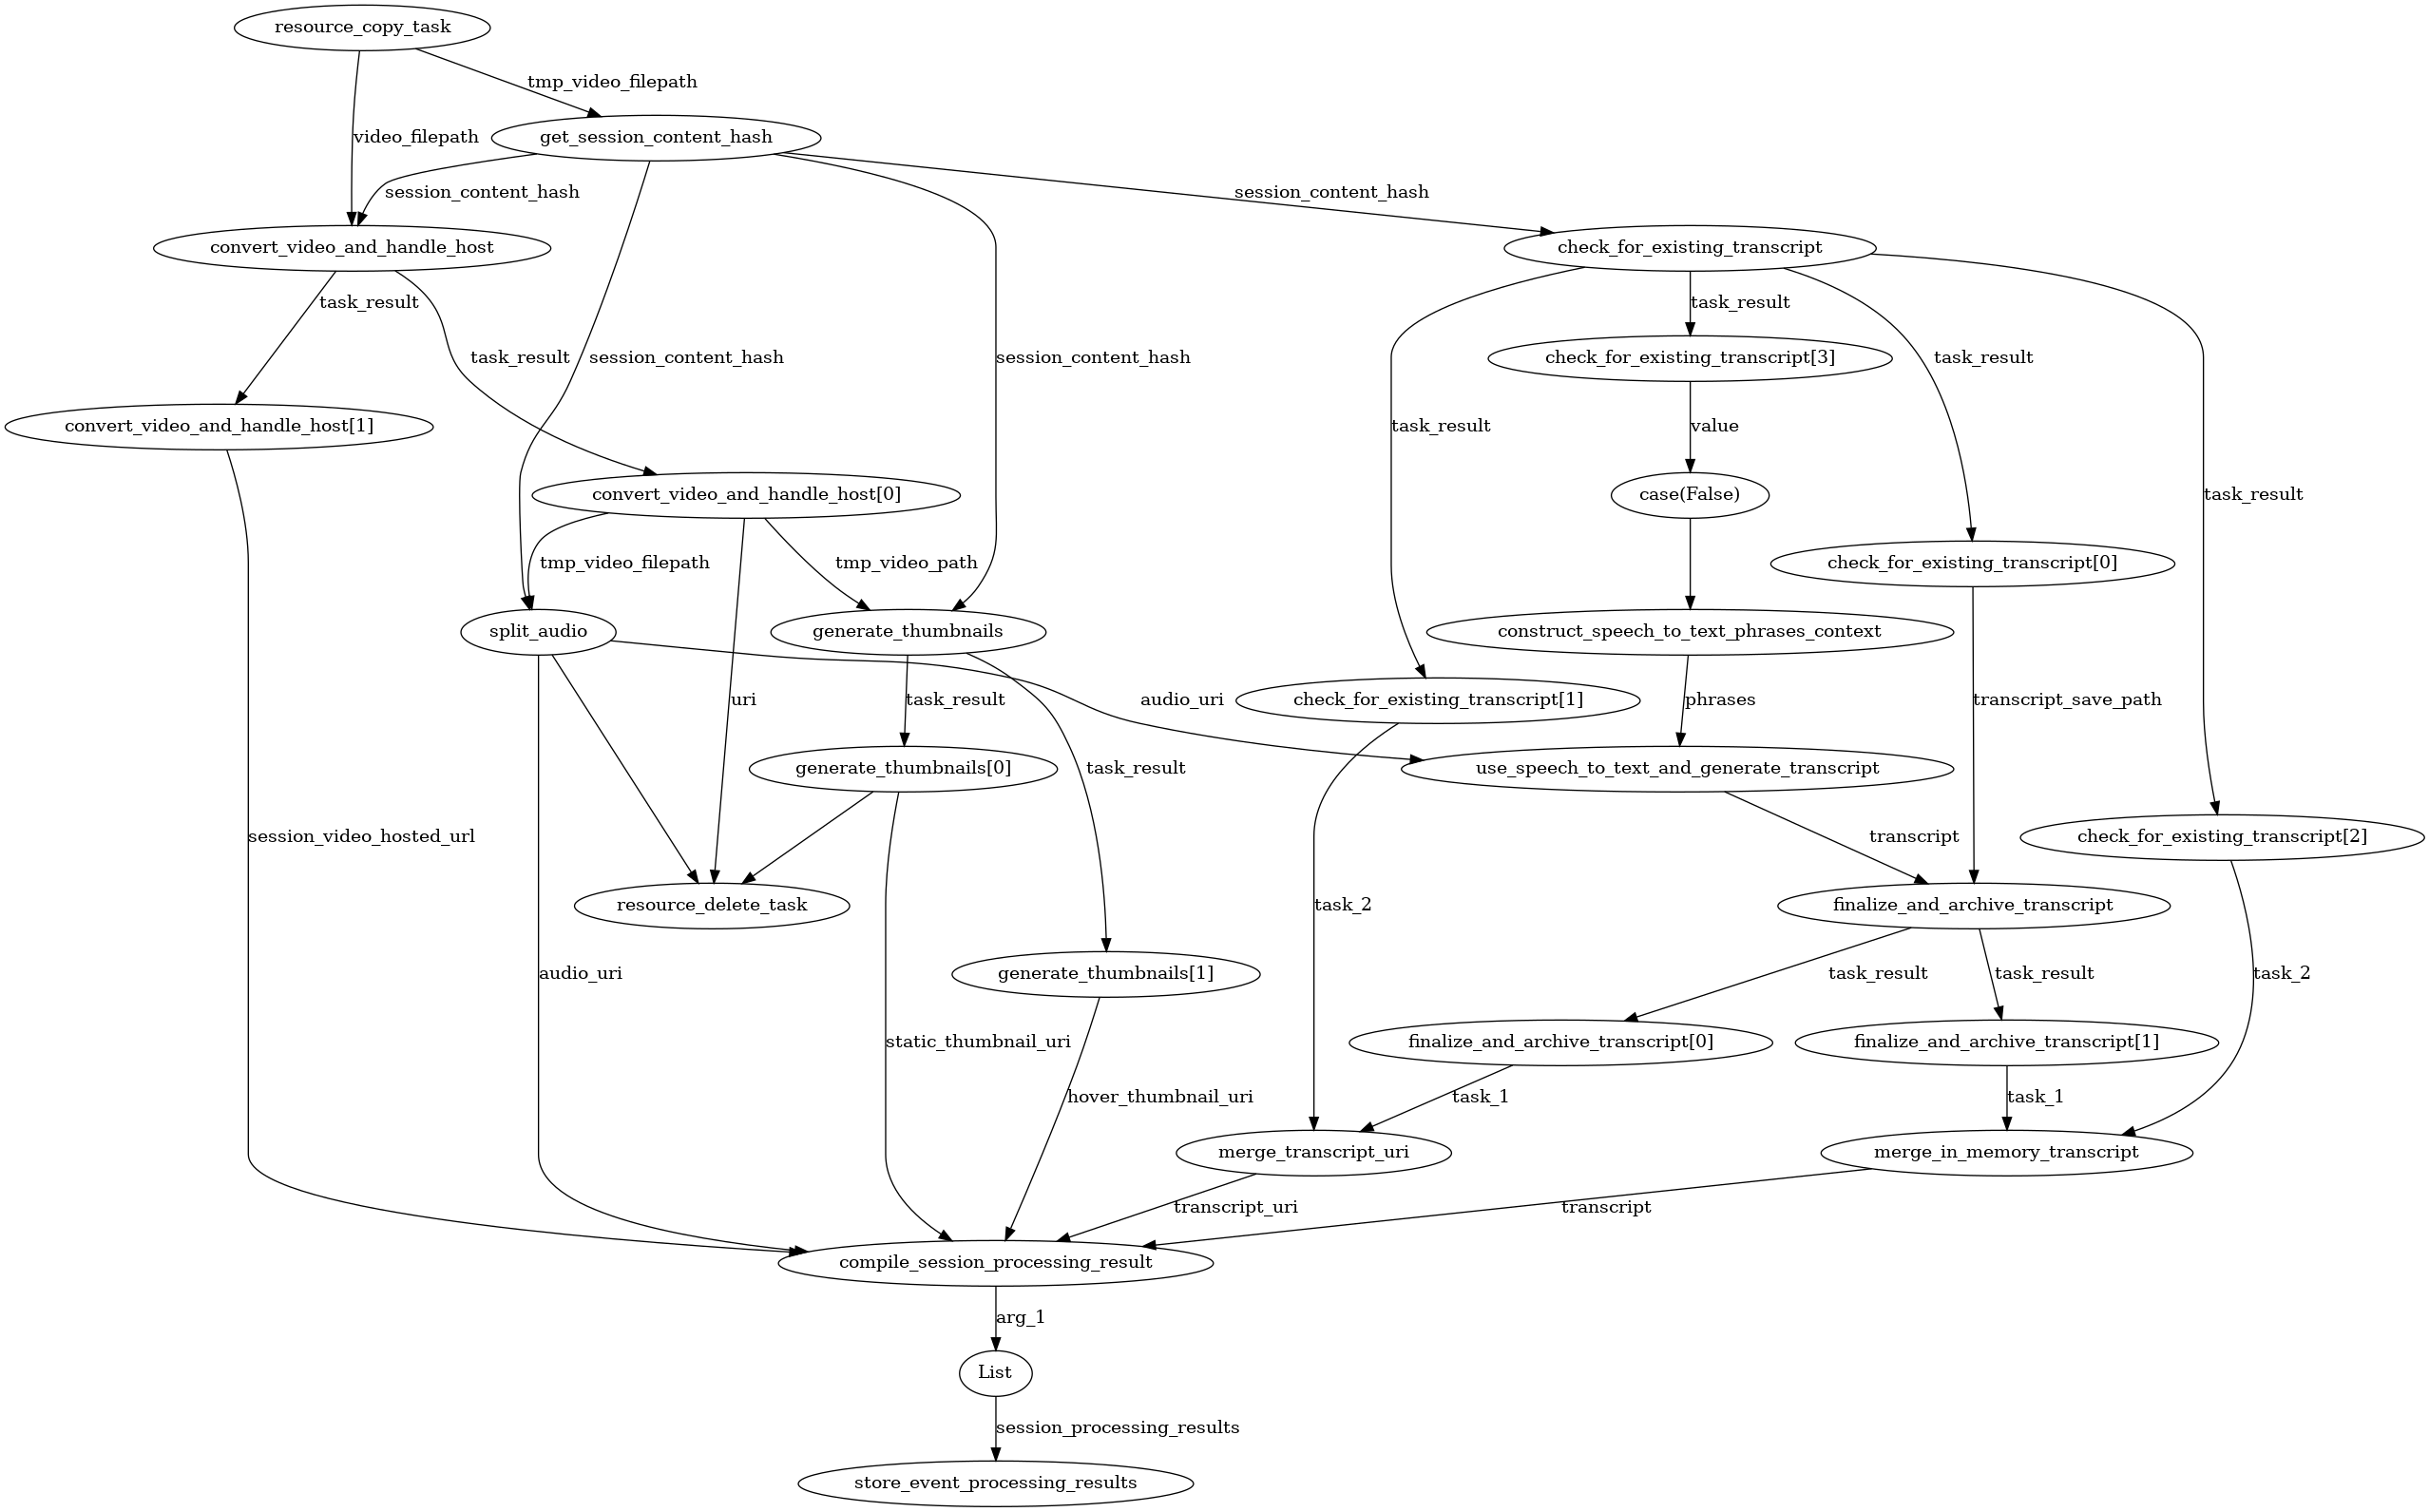 resource_copy_task
tmp_video_filepath
video_filepath
get_session_content_hash
session_content_hash
session_content_hash
convert_video_and_handle_host
check_for_existing_transcript
task_result
task_result
task_result
session_content_hash
session_content_hash
check_for_existing_transcript[3]
task_result
convert_video_and_handle_host[1]
task_result
value
convert_video_and_handle_host[0]
case(False)
task_result
tmp_video_filepath
tmp_video_path
check_for_existing_transcript[0]
split_audio
generate_thumbnails
construct_speech_to_text_phrases_context
uri
task_result
audio_uri
check_for_existing_transcript[1]
phrases
transcript_save_path
generate_thumbnails[0]
task_result
use_speech_to_text_and_generate_transcript
session_video_hosted_url
transcript
check_for_existing_transcript[2]
resource_delete_task
task_2
finalize_and_archive_transcript
audio_uri
generate_thumbnails[1]
task_result
task_result
task_2
static_thumbnail_uri
finalize_and_archive_transcript[0]
finalize_and_archive_transcript[1]
hover_thumbnail_uri
task_1
task_1
merge_transcript_uri
merge_in_memory_transcript
transcript_uri
transcript
compile_session_processing_result
arg_1
List
session_processing_results
store_event_processing_results